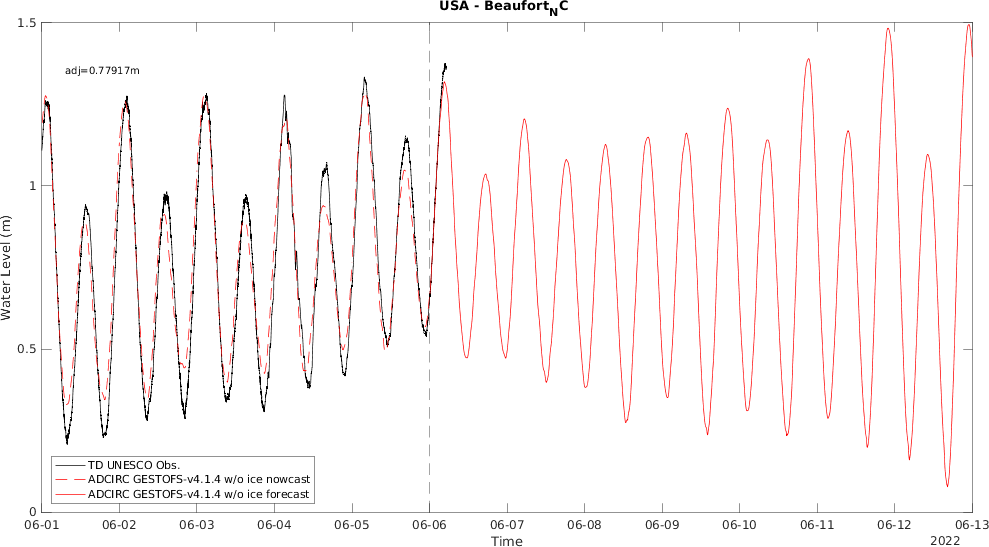 USA - Beaufort_NC
1.5
adj=0.77917m
1
Water Level (m)
0.5
TD UNESCO Obs.
ADCIRC GESTOFS-v4.1.4 w/o ice nowcast
ADCIRC GESTOFS-v4.1.4 w/o ice forecast
0
06-01 06-02 06-03 06-04 06-05 06-06 06-07 06-08 06-09 06-10 06-11 06-12 06-13
Time
2022